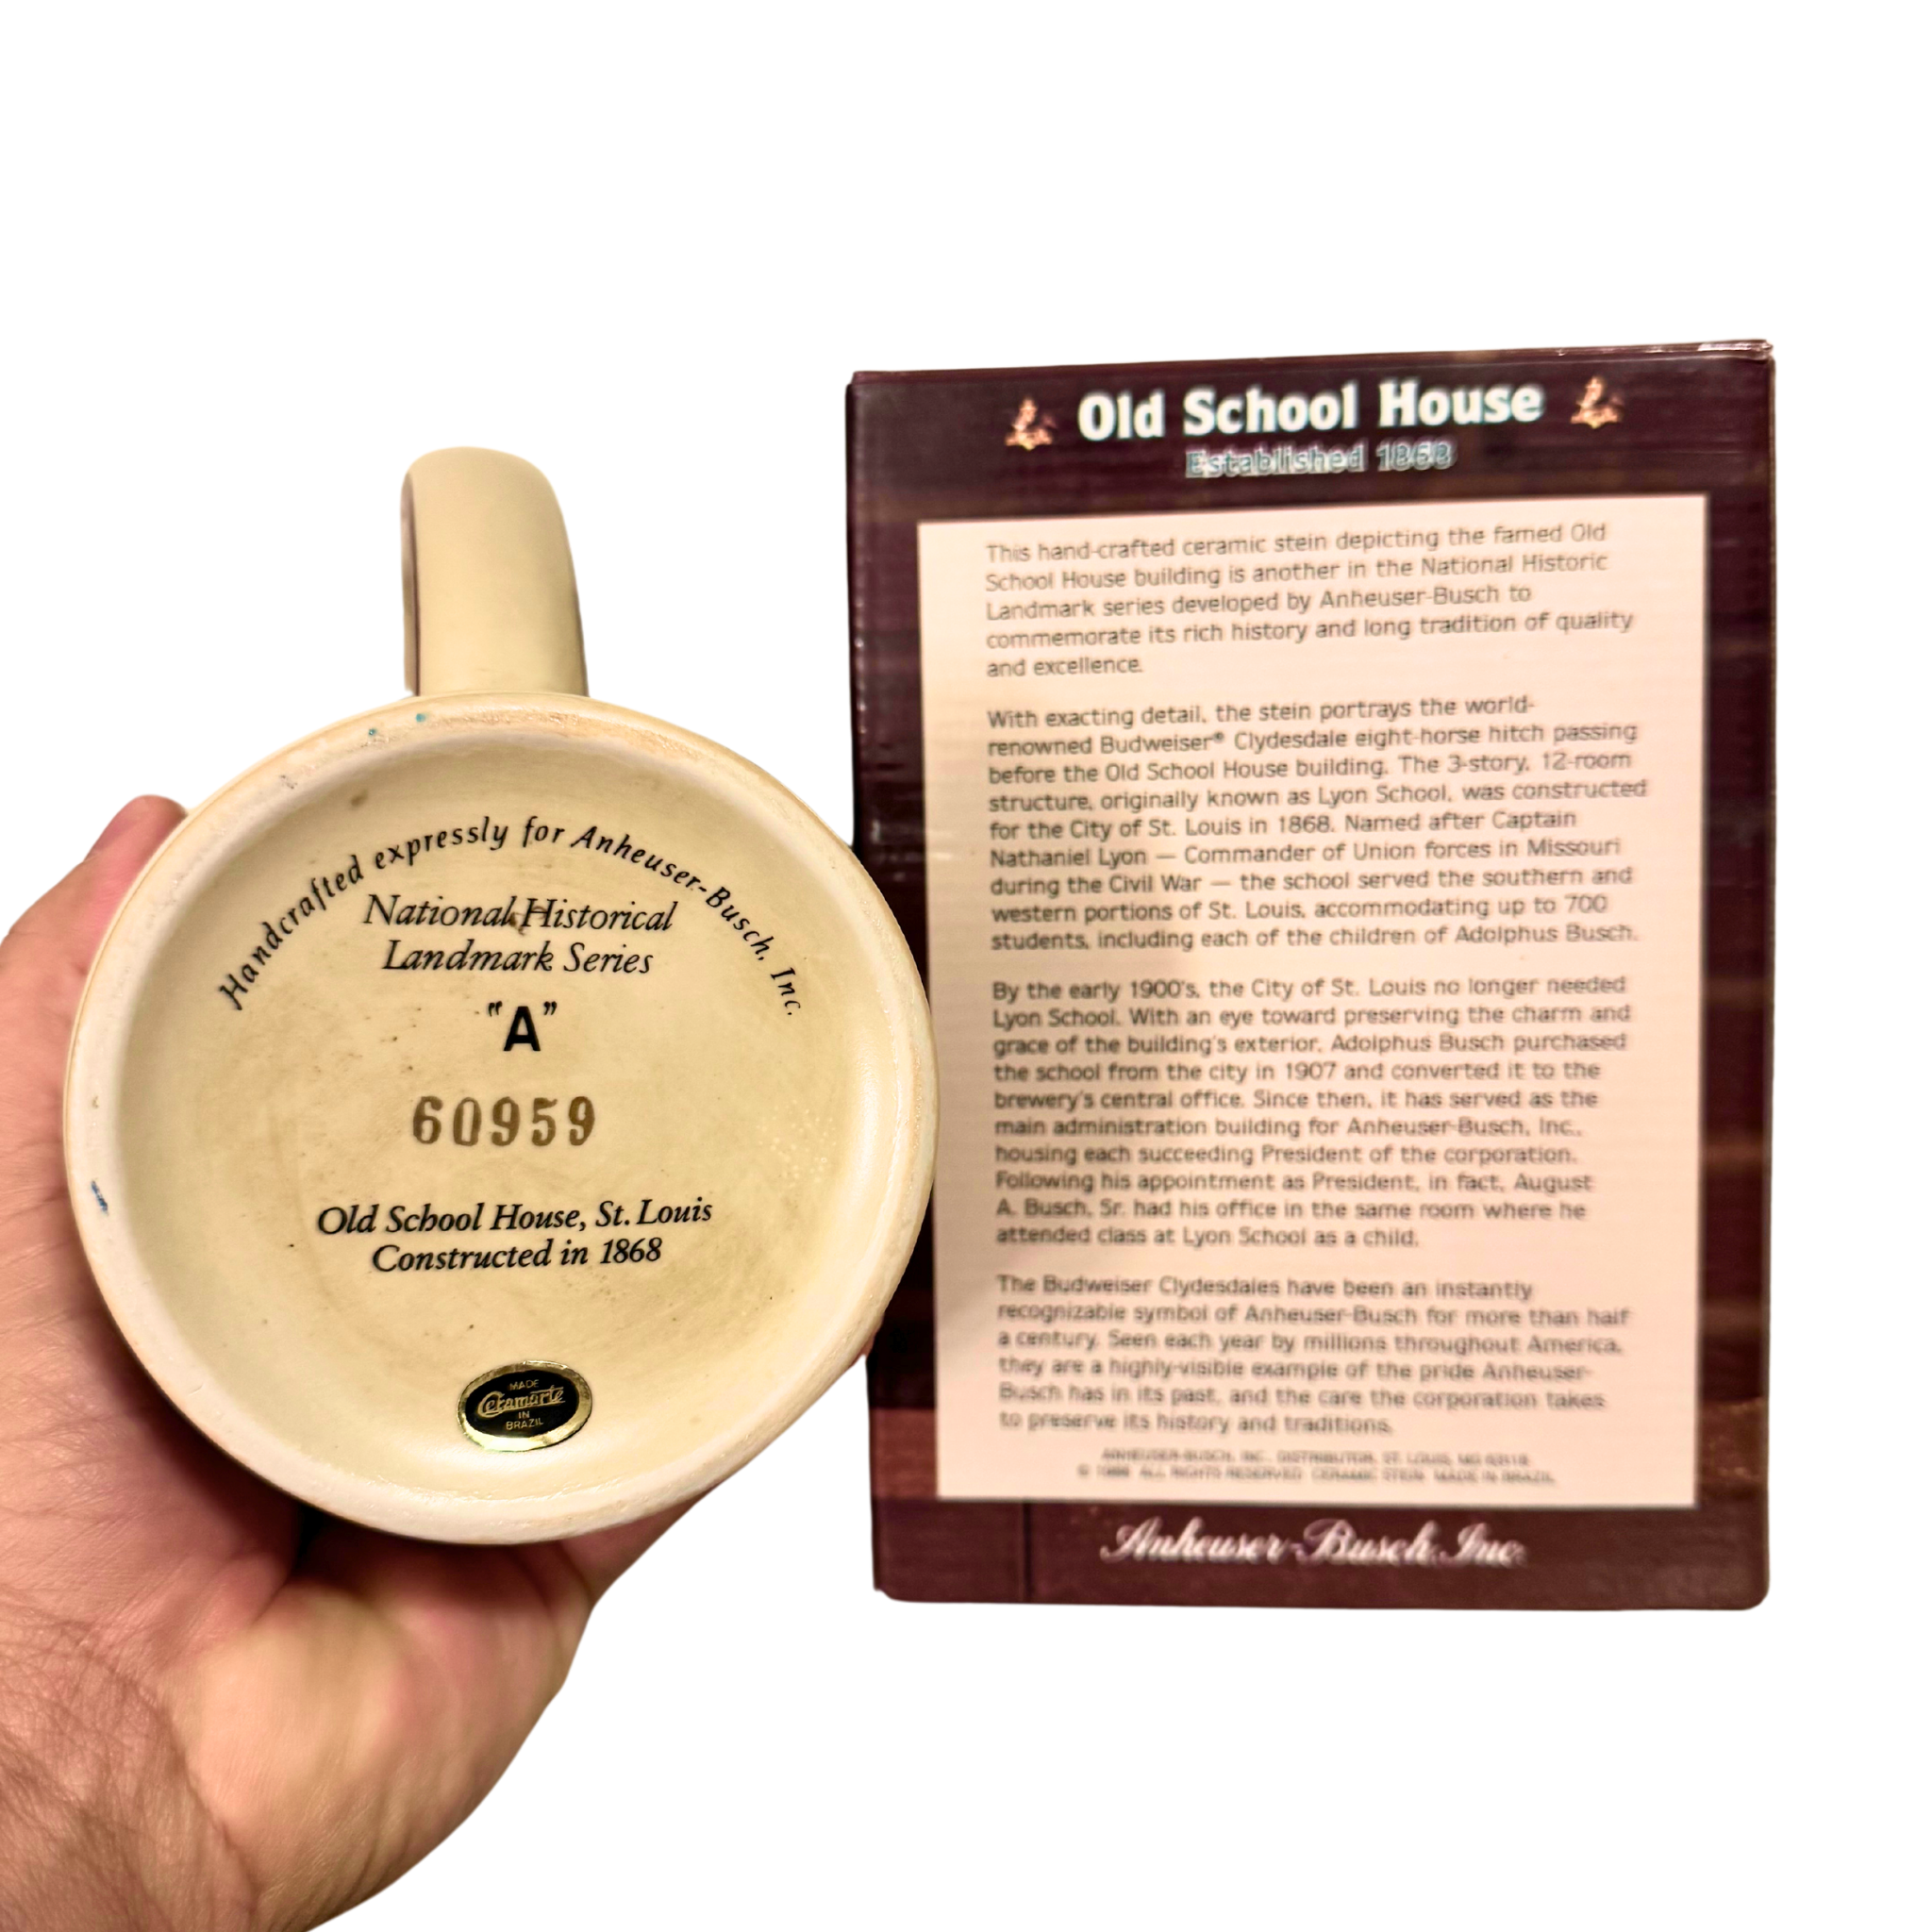 Handcrafted expressly for Anheuser-Busch, Inc.
National Historical
Landmark Series
"A"
60959
Old School House, St. Louis
Constructed in 1868
MADE
Ceramarte
IN
BRAZIL
Old School House
Established 1868
This hand-crafted ceramic stein depicting the famed Old
School House building is another in the National Historic
Landmark series developed by Anheuser-Busch to
commemorate its rich history and long tradition of quality
and excellence.
With exacting detail, the stein portrays the world-
renowned Budweiser® Clydesdale eight-horse hitch passing
before the Old School House building. The 3-story, 12-room
structure, originally known as Lyon School, was constructed
for the City of St. Louis in 1868. Named after Captain
Nathaniel Lyon — Commander of Union forces in Missouri
during the Civil War — the school served the southern and
western portions of St. Louis, accommodating up to 700
students, including each of the children of Adolphus Busch.
By the early 1900's, the City of St. Louis no longer needed
Lyon School. With an eye toward preserving the charm and
grace of the building's exterior, Adolphus Busch purchased
the school from the city in 1907 and converted it to the
brewery's central office. Since then, it has served as the
main administration building for Anheuser-Busch, Inc.,
housing each succeeding President of the corporation.
Following his appointment as President, in fact, August
A. Busch, Sr. had his office in the same room where he
attended class at Lyon School as a child.
The Budweiser Clydesdales have been an instantly
recognizable symbol of Anheuser-Busch for more than half
a century. Seen each year by millions throughout America,
they are a highly-visible example of the pride Anheuser-
Busch has in its past, and the care the corporation takes
to preserve its history and traditions.
ANHEUSER-BUSCH, INC., DISTRIBUTOR, ST. LOUIS, MO 63118
© ALL RIGHTS RESERVED. CERAMIC STEIN MADE IN BRAZIL.
Anheuser-Busch, Inc.